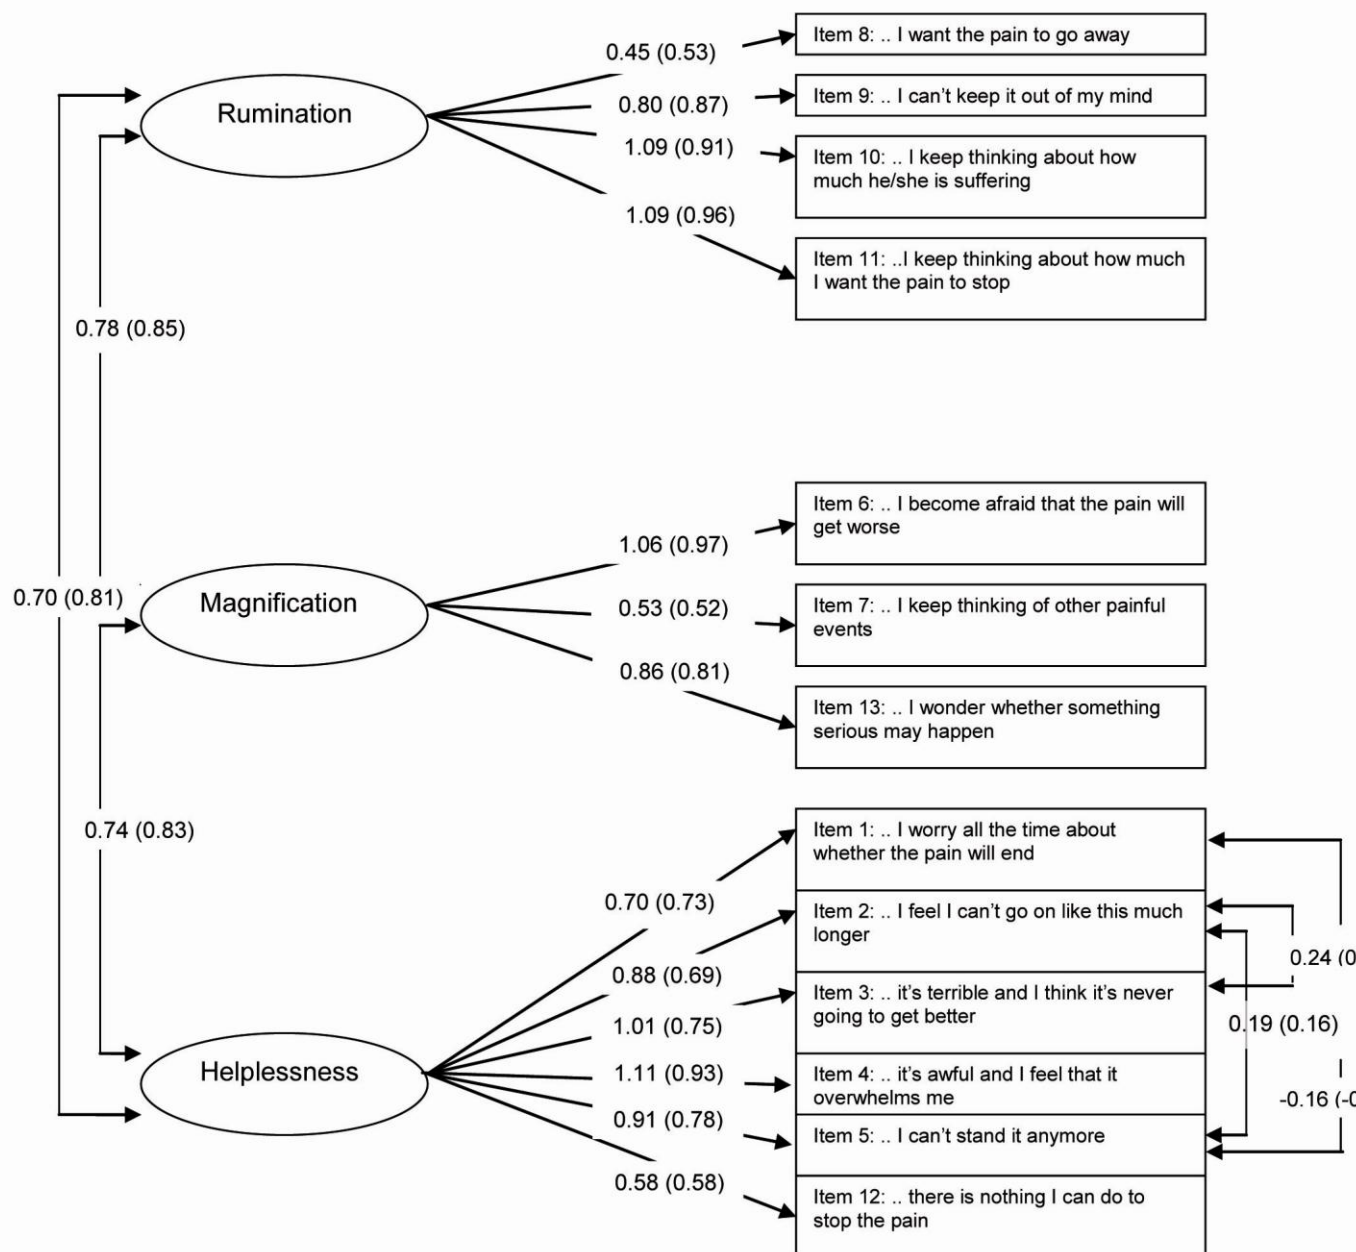 Rumination
Magnification
Helplessness
0.78 (0.85)
0.70 (0.81)
0.74 (0.83)
0.45 (0.53)
0.80 (0.87)
1.09 (0.91)
1.09 (0.96)
Item 8: .. I want the pain to go away
Item 9: .. I can’t keep it out of my mind
Item 10: .. I keep thinking about how
much he/she is suffering
Item 11: ..I keep thinking about how much
I want the pain to stop
1.06 (0.97)
0.53 (0.52)
0.86 (0.81)
Item 6: .. I become afraid that the pain will
get worse
Item 7: .. I keep thinking of other painful
events
Item 13: .. I wonder whether something
serious may happen
0.70 (0.73)
0.88 (0.69)
1.01 (0.75)
1.11 (0.93)
0.91 (0.78)
0.58 (0.58)
Item 1: .. I worry all the time about
whether the pain will end
Item 2: .. I feel I can’t go on like this much
longer
Item 3: .. it’s terrible and I think it’s never
going to get better
Item 4: .. it’s awful and I feel that it
overwhelms me
Item 5: .. I can’t stand it anymore
Item 12: .. there is nothing I can do to
stop the pain
0.24 (0
0.19 (0.16)
-0.16 (-0